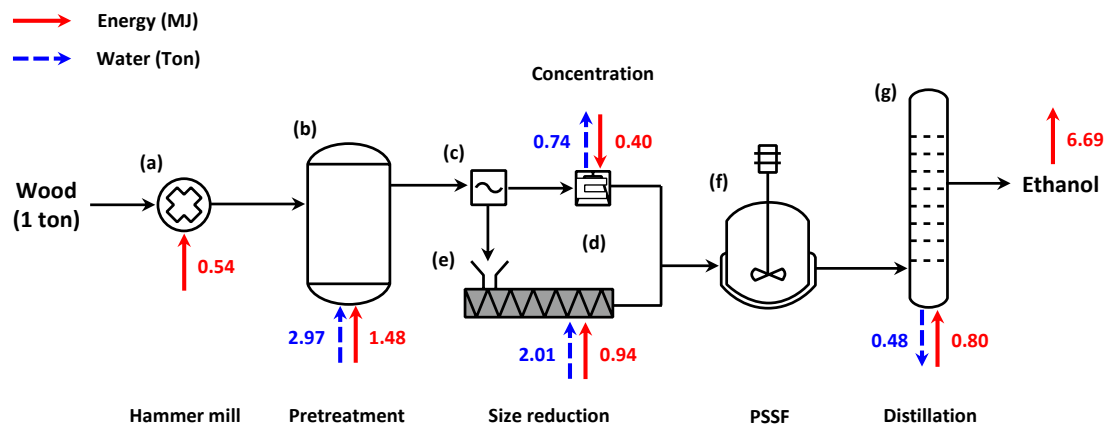 Energy (MJ)
Water (Ton)
Concentration
(g)
(b)
0.74
0.40
6.69
(a)
(c)
(f)
Wood
(1 ton)
Ethanol
(d)
(e)
0.54
2.97
1.48
2.01
0.94
0.48
0.80
Hammer mill
Pretreatment
Size reduction
PSSF
Distillation